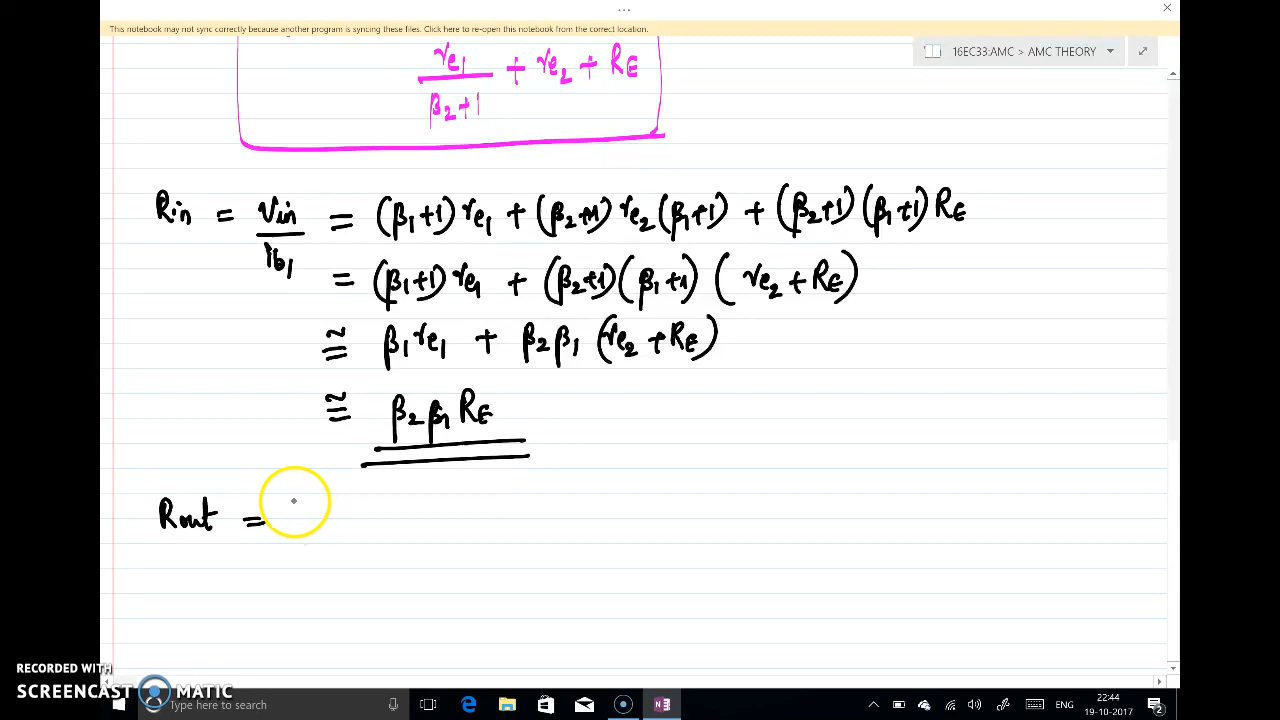 This notebook may not sync correctly because another program is syncing these files. Click here to re-open this notebook from the correct location.
16EC33:AMC > AMC THEORY
re1 / β2+1 + re2 + RE
Rin = Vin / ib1 = (β1+1) re1 + (β2+1) re2 (β1+1) + (β2+1)(β1+1) RE
= (β1+1) re1 + (β2+1)(β1+1) ( re2 + RE)
≅ β1 re1 + β2 β1 (re2 + RE)
≅ β2 β1 RE
Rout =
RECORDED WITH
SCREENCAST MATIC
Type here to search
ENG
22:44
19-10-2017
2